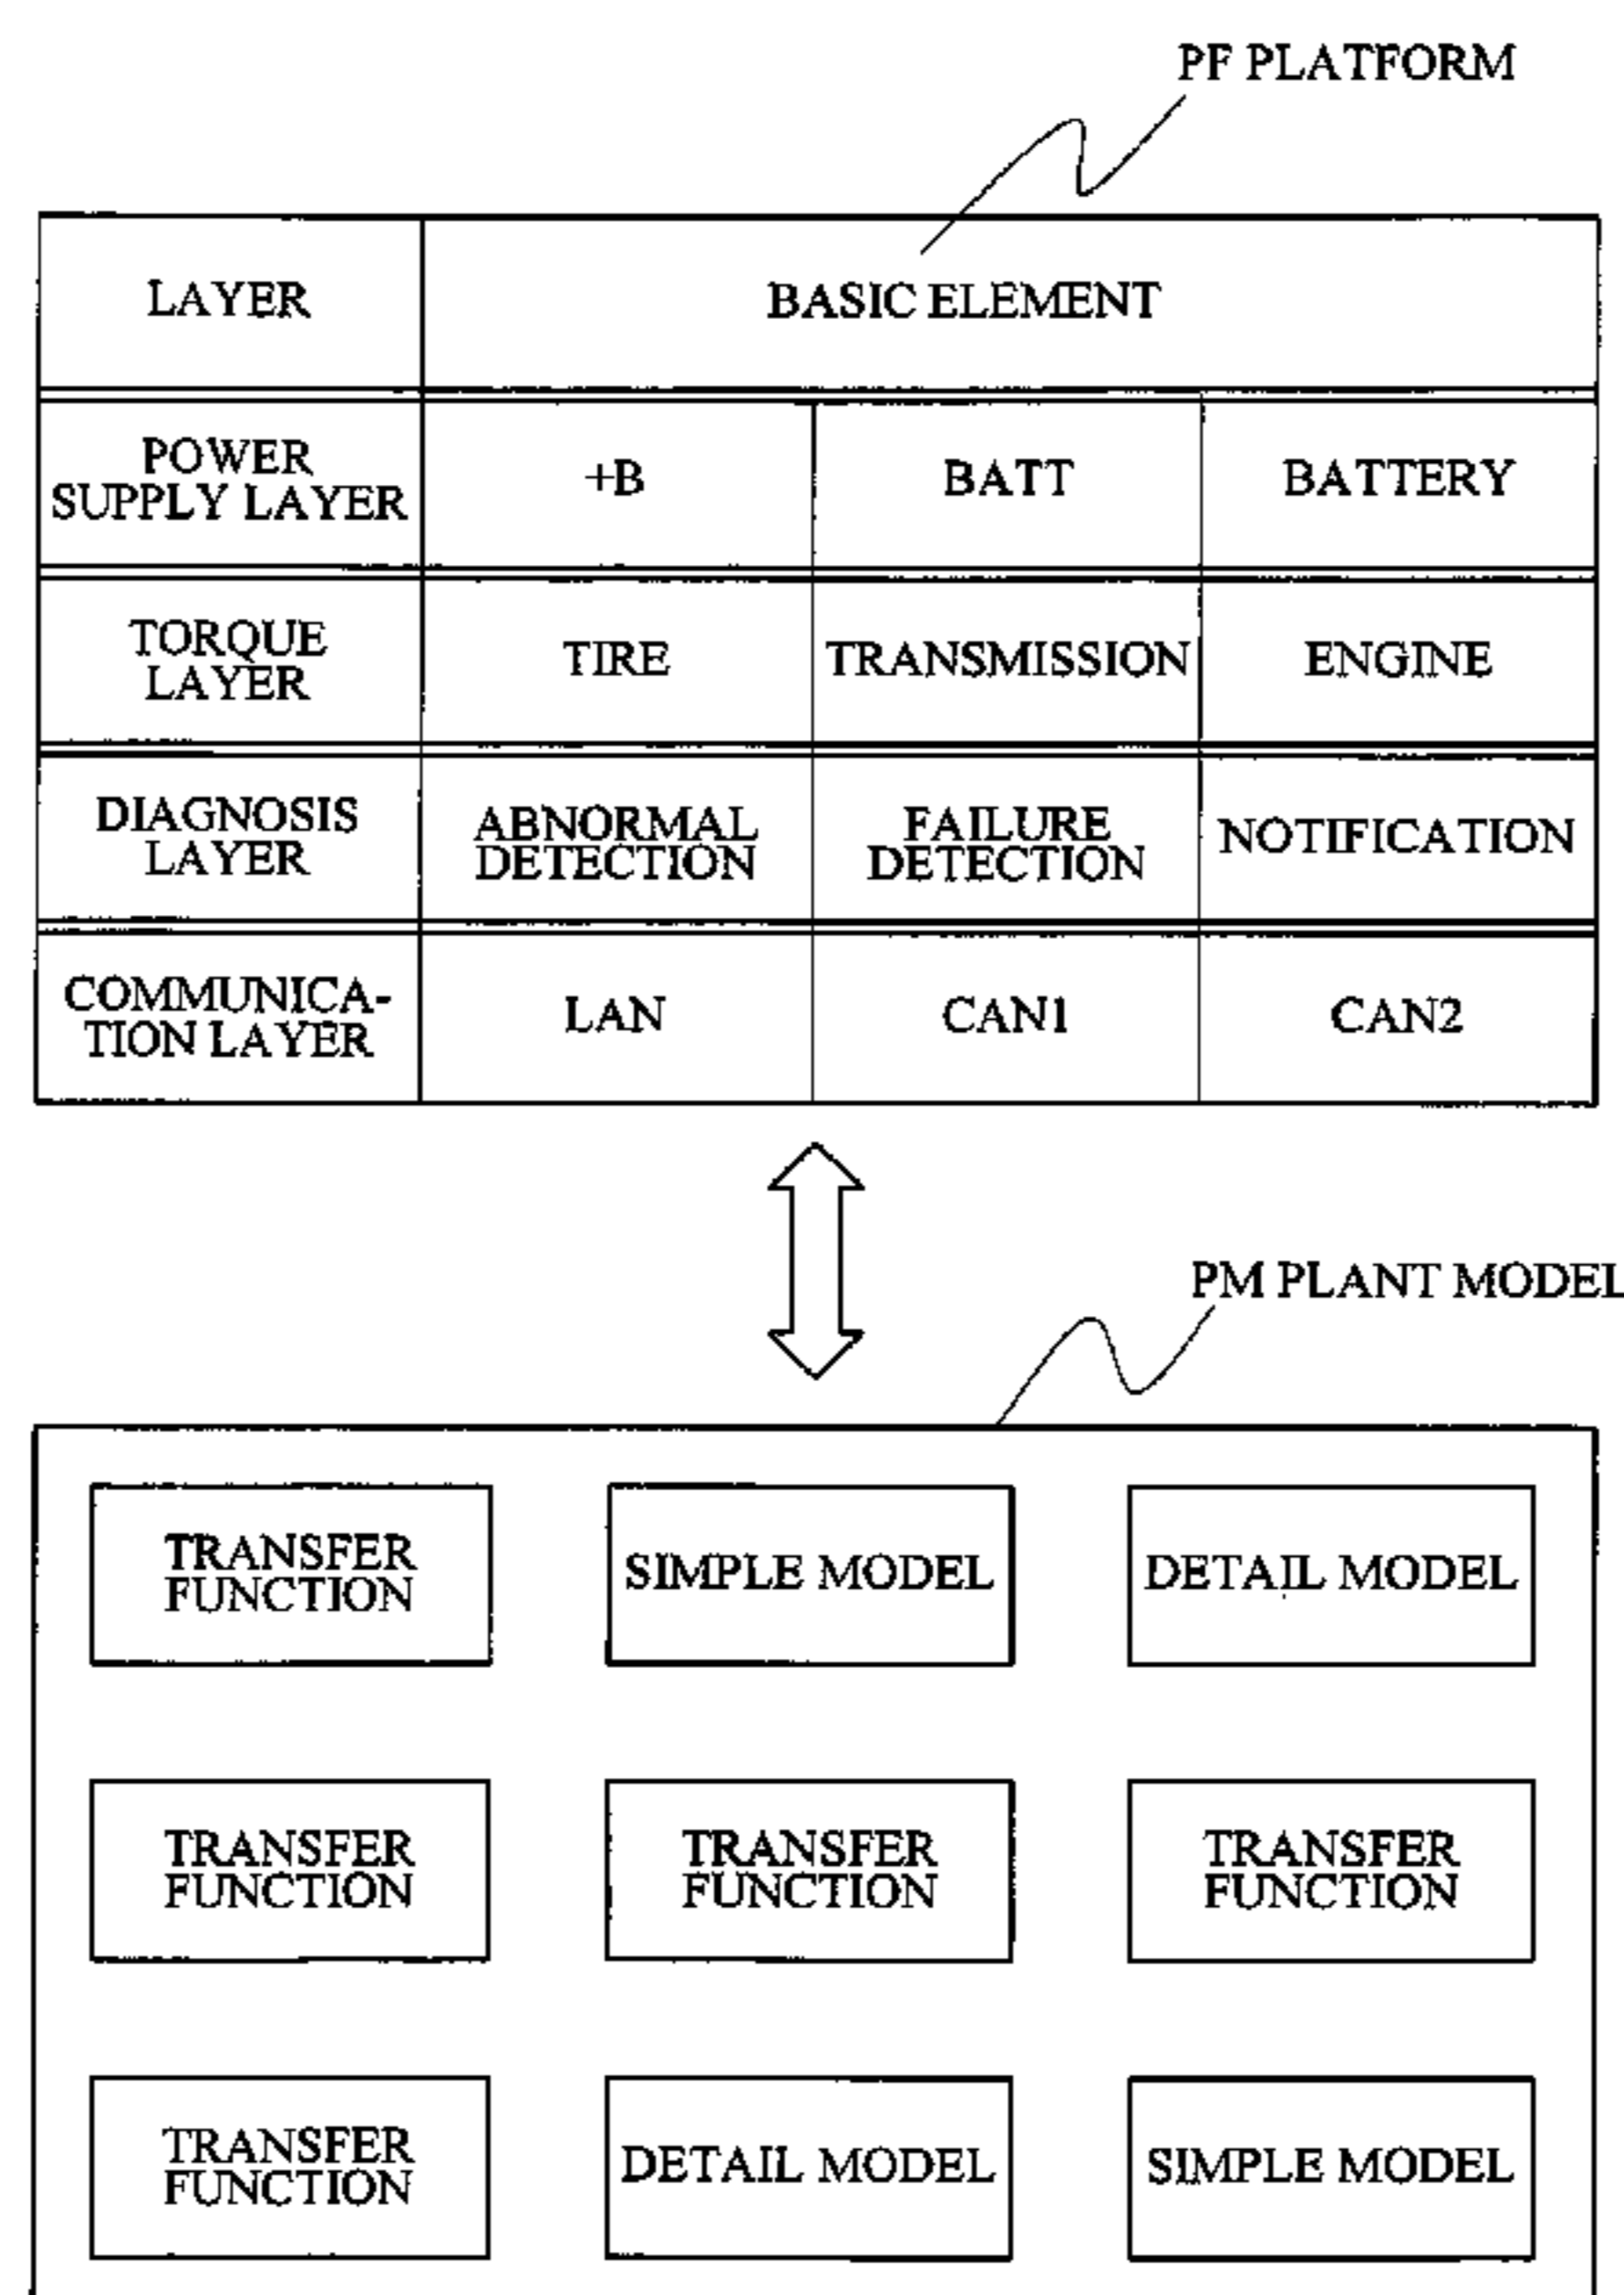 PF PLATFORM
LAYER
BASIC ELEMENT
POWER
SUPPLY LAYER
+B
BATT
BATTERY
TORQUE
LAYER
TIRE
TRANSMISSION
ENGINE
DIAGNOSIS
LAYER
ABNORMAL
DETECTION
FAILURE
DETECTION
NOTIFICATION
COMMUNICA-
TION LAYER
LAN
CAN1
CAN2
PM PLANT MODEL
TRANSFER
FUNCTION
SIMPLE MODEL
DETAIL MODEL
TRANSFER
FUNCTION
TRANSFER
FUNCTION
TRANSFER
FUNCTION
TRANSFER
FUNCTION
DETAIL MODEL
SIMPLE MODEL